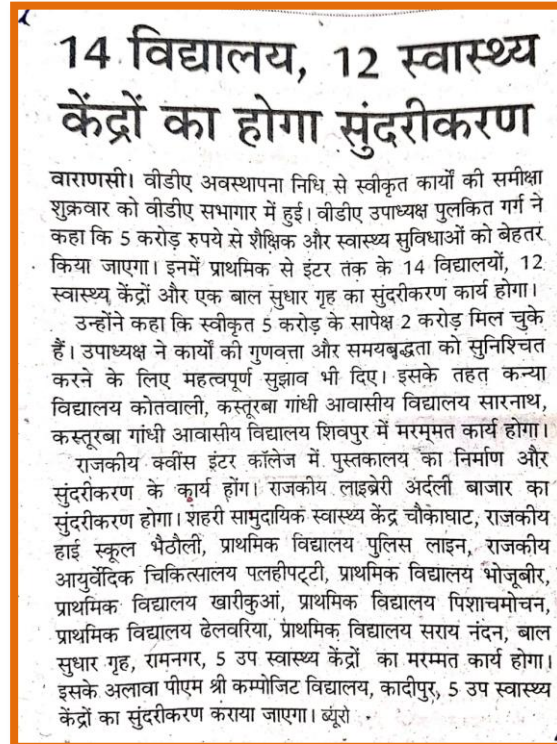 14 विद्यालय, 12 स्वास्थ्य
केंद्रों का होगा सुंदरीकरण
वाराणसी। वीडीए अवस्थापना निधि से स्वीकृत कार्यों की समीक्षा
शुक्रवार को वीडीए सभागार में हुई। वीडीए उपाध्यक्ष पुलकित गर्ग ने
कहा कि 5 करोड़ रुपये से शैक्षिक और स्वास्थ्य सुविधाओं को बेहतर
किया जाएगा। इनमें प्राथमिक से इंटर तक के 14 विद्यालयों, 12
स्वास्थ्य केंद्रों और एक बाल सुधार गृह का सुंदरीकरण कार्य होगा।
उन्होंने कहा कि स्वीकृत 5 करोड़ के सापेक्ष 2 करोड़ मिल चुके
हैं। उपाध्यक्ष ने कार्यों की गुणवत्ता और समयबद्धता को सुनिश्चित
करने के लिए महत्वपूर्ण सुझाव भी दिए। इसके तहत कन्या
विद्यालय कोतवाली, कस्तूरबा गांधी आवासीय विद्यालय सारनाथ,
कस्तूरबा गांधी आवासीय विद्यालय शिवपुर में मरम्मत कार्य होगा।
राजकीय क्वींस इंटर कॉलेज में पुस्तकालय का निर्माण और
सुंदरीकरण के कार्य होंग। राजकीय लाइब्रेरी अर्दली बाजार का
सुंदरीकरण होगा। शहरी सामुदायिक स्वास्थ्य केंद्र चौकाघाट, राजकीय
हाई स्कूल भैठौली, प्राथमिक विद्यालय पुलिस लाइन, राजकीय
आयुर्वेदिक चिकित्सालय पलहीपट्टी, प्राथमिक विद्यालय भोजूबीर,
प्राथमिक विद्यालय खारीकुआं, प्राथमिक विद्यालय पिशाचमोचन,
प्राथमिक विद्यालय ढेलवरिया, प्राथमिक विद्यालय सराय नंदन, बाल
सुधार गृह, रामनगर, 5 उप स्वास्थ्य केंद्रों का मरम्मत कार्य होगा।
इसके अलावा पीएम श्री कम्पोजिट विद्यालय, कादीपुर, 5 उप स्वास्थ्य
केंद्रों का सुंदरीकरण कराया जाएगा। ब्यूरो